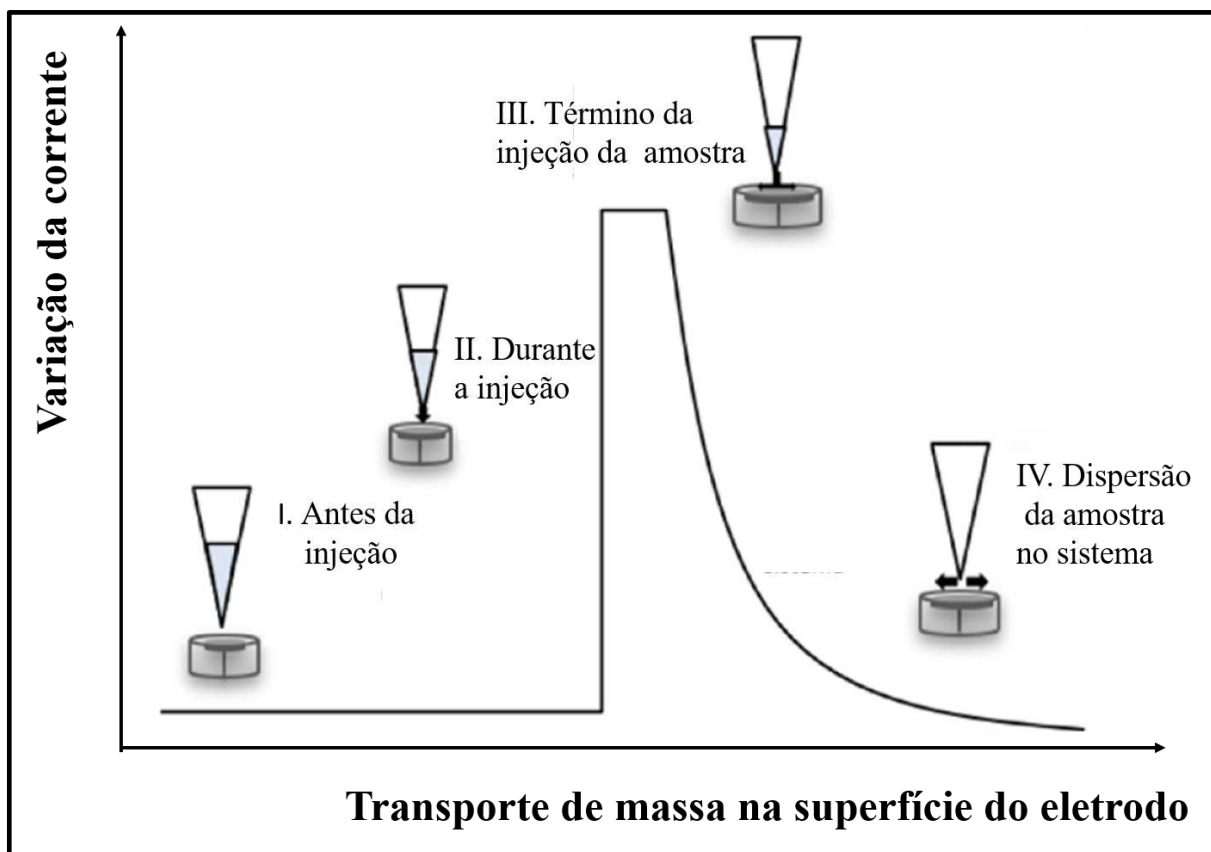 Variação da corrente
III. Término da
injeção da amostra
II. Durante
a injeção
I. Antes da
injeção
IV. Dispersão
da amostra
no sistema
Transporte de massa na superfície do eletrodo